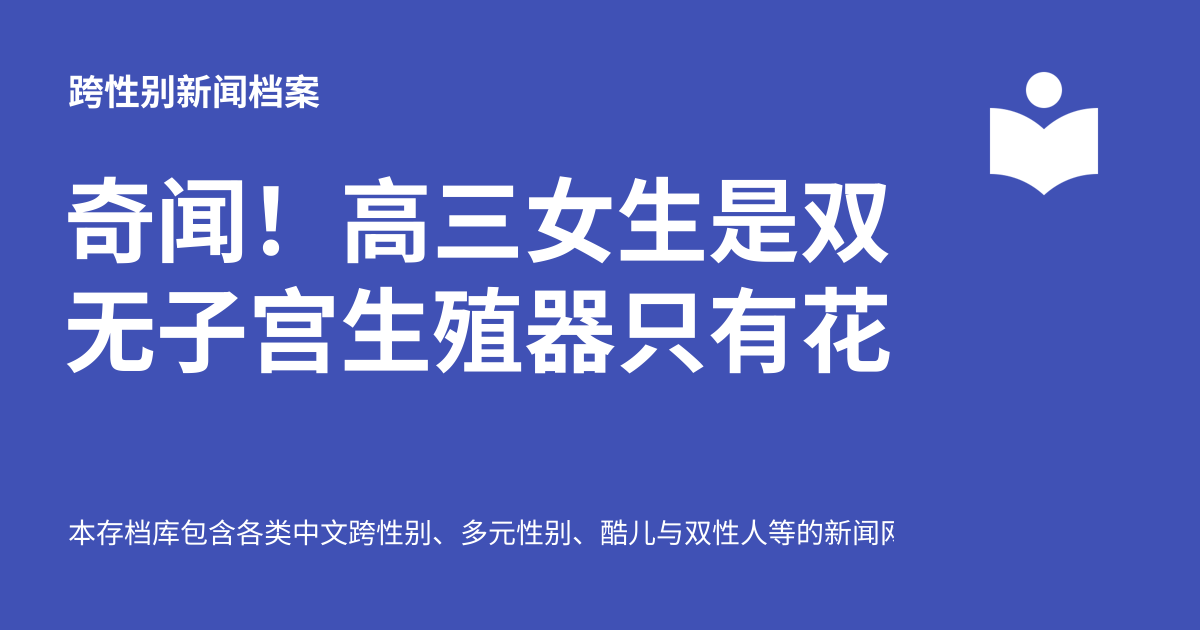 跨性别新闻档案
奇闻！高三女生是双
无子宫生殖器只有花
本存档库包含各类中文跨性别、多元性别、酷儿与双性人等的新闻网